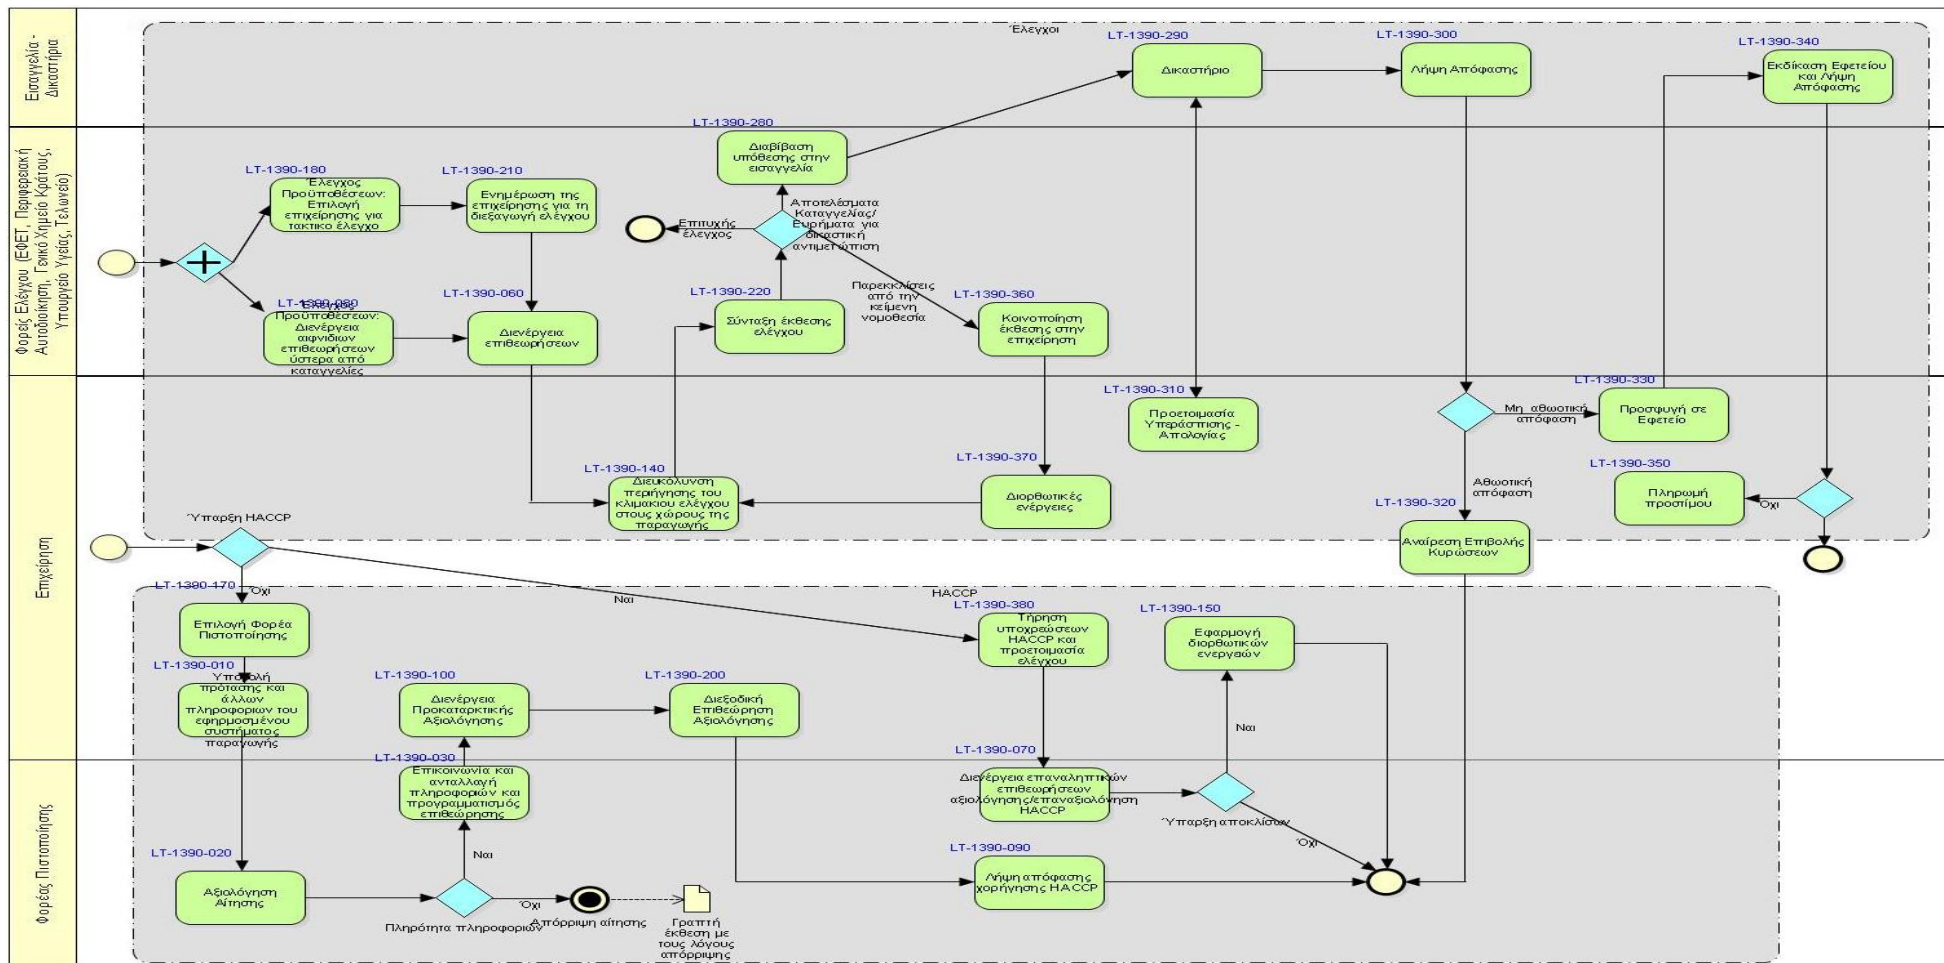 Εισαγγελία -
Δικαστήρια
Έλεγχοι
LT-1390-290
Δικαστήριο
LT-1390-300
Λήψη Απόφασης
LT-1390-340
Εκδίκαση Εφετείου
και Λήψη
Απόφασης
Φορείς Ελέγχου (ΕΦΕΤ, Περιφερειακή
Αυτοδιοίκηση, Γενικό Χημείο Κράτους,
Υπουργείο Υγείας, Τελωνείο)
LT-1390-280
Διαβίβαση
υπόθεσης στην
εισαγγελία
LT-1390-180
Έλεγχος
Προϋποθέσεων:
Επιλογή
επιχείρησης για
τακτικο έλεγχο
LT-1390-210
Ενημέρωση της
επιχείρησης για τη
διεξαγωγή ελέγχου
Επιτυχής
έλεγχος
Αποτελέσματα
Καταγγελίας/
Ευρήματα για
δικαστική
αντιμετώπιση
LT-1390-080
Έλεγχος
Προϋποθέσεων:
Διενέργεια
αιφνιδιων
επιθεωρήσεων
ύστερα από
καταγγελίες
LT-1390-060
Διενέργεια
επιθεωρήσεων
LT-1390-220
Σύνταξη έκθεσης
ελέγχου
Παρεκκλίσεις
από την
κείμενη
νομοθεσία
LT-1390-360
Κοινοποίηση
έκθεσης στην
επιχείρηση
Επιχείρηση
LT-1390-310
Προετοιμασία
Υπεράσπισης -
Απολογίας
Μη αθωοτική
απόφαση
LT-1390-330
Προσφυγή σε
Εφετείο
LT-1390-140
Διευκόλυνση
περιήγησης του
κλιμακιου ελέγχου
στους χώρους της
παραγωγής
LT-1390-370
Διορθωτικές
ενέργειες
Αθωοτική
απόφαση
LT-1390-350
Πληρωμή
προστίμου
Όχι
LT-1390-320
Αναίρεση Επιβολής
Κυρώσεων
Ύπαρξη HACCP
Όχι
Ναι
HACCP
LT-1390-170
Επιλογή Φορέα
Πιστοποίησης
LT-1390-010
Υποβολή
πρότασης και
άλλων
πληροφοριων του
εφηρμοσμένου
συστήματος
παραγωγής
LT-1390-100
Διενέργεια
Προκαταρκτικής
Αξιολόγησης
LT-1390-200
Διεξοδική
Επιθεώρηση
Αξιολόγησης
LT-1390-380
Τήρηση
υποχρεώσεων
HACCP και
προετοιμασία
ελέγχου
LT-1390-150
Εφαρμογή
διορθωτικών
ενεργειών
Ναι
Φορέας Πιστοποίησης
LT-1390-030
Επικοινωνία και
ανταλλαγή
πληροφοριών και
προγραμματισμός
επιθεώρησης
LT-1390-070
Διενέργεια επαναληπτικών
επιθεωρήσεων
αξιολόγησης/επαναξιολόγηση
HACCP
Ύπαρξη αποκλίσων
Όχι
LT-1390-020
Αξιολόγηση
Αίτησης
Ναι
Πληρότητα πληροφοριών
Όχι
Απόρριψη αίτησης
Γραπτή
έκθεση με
τους λόγους
απόρριψης
LT-1390-090
Λήψη απόφασης
χορήγησης HACCP